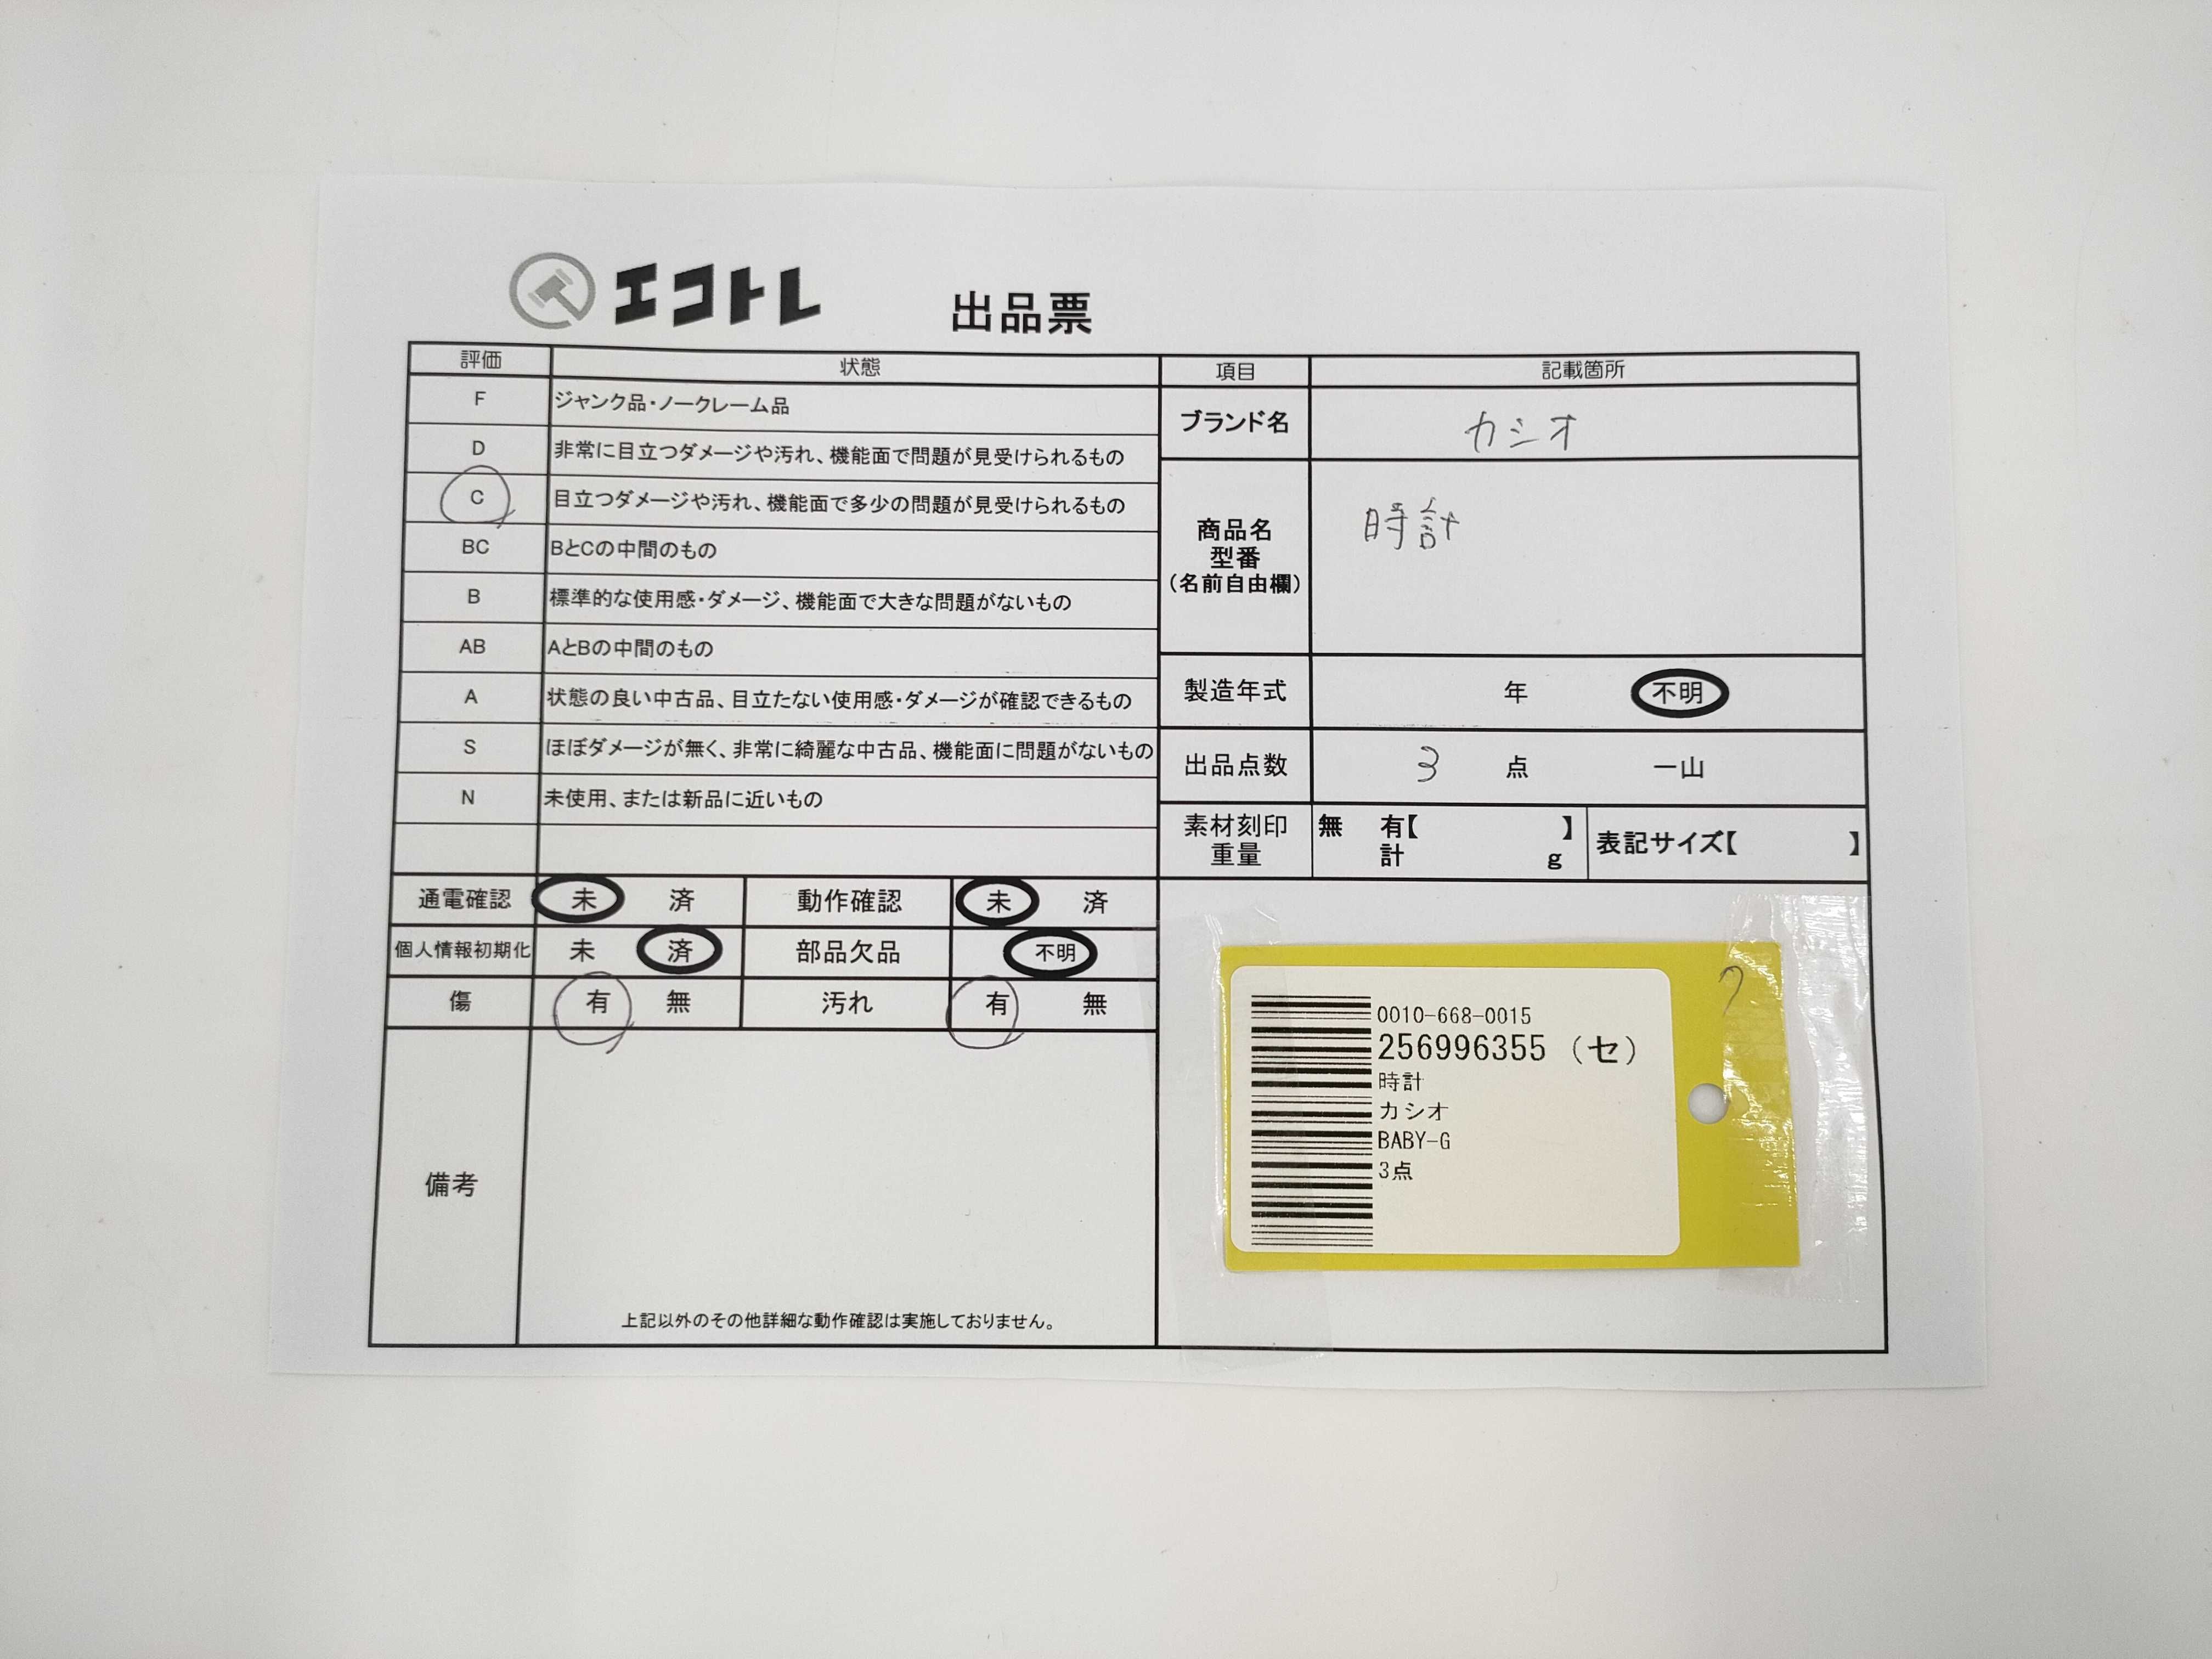 エコトレ 出品票
評価 状態
F ジャンク品・ノークレーム品
D 非常に目立つダメージや汚れ、機能面で問題が見受けられるもの
C 目立つダメージや汚れ、機能面で多少の問題が見受けられるもの
BC BとCの中間のもの
B 標準的な使用感・ダメージ、機能面で大きな問題がないもの
AB AとBの中間のもの
A 状態の良い中古品、目立たない使用感・ダメージが確認できるもの
S ほぼダメージが無く、非常に綺麗な中古品、機能面に問題がないもの
N 未使用、または新品に近いもの
項目 記載箇所
ブランド名 カシオ
商品名
型番
(名前自由欄)
時計
製造年式 年 不明
出品点数 3 点 一山
素材刻印
重量
無 有【 】
計 g
表記サイズ【 】
通電確認 未 済 動作確認 未 済
個人情報初期化 未 済 部品欠品 不明
傷 有 無 汚れ 有 無
備考
上記以外のその他詳細な動作確認は実施しておりません。
0010-668-0015
256996355 (セ)
時計
カシオ
BABY-G
3点